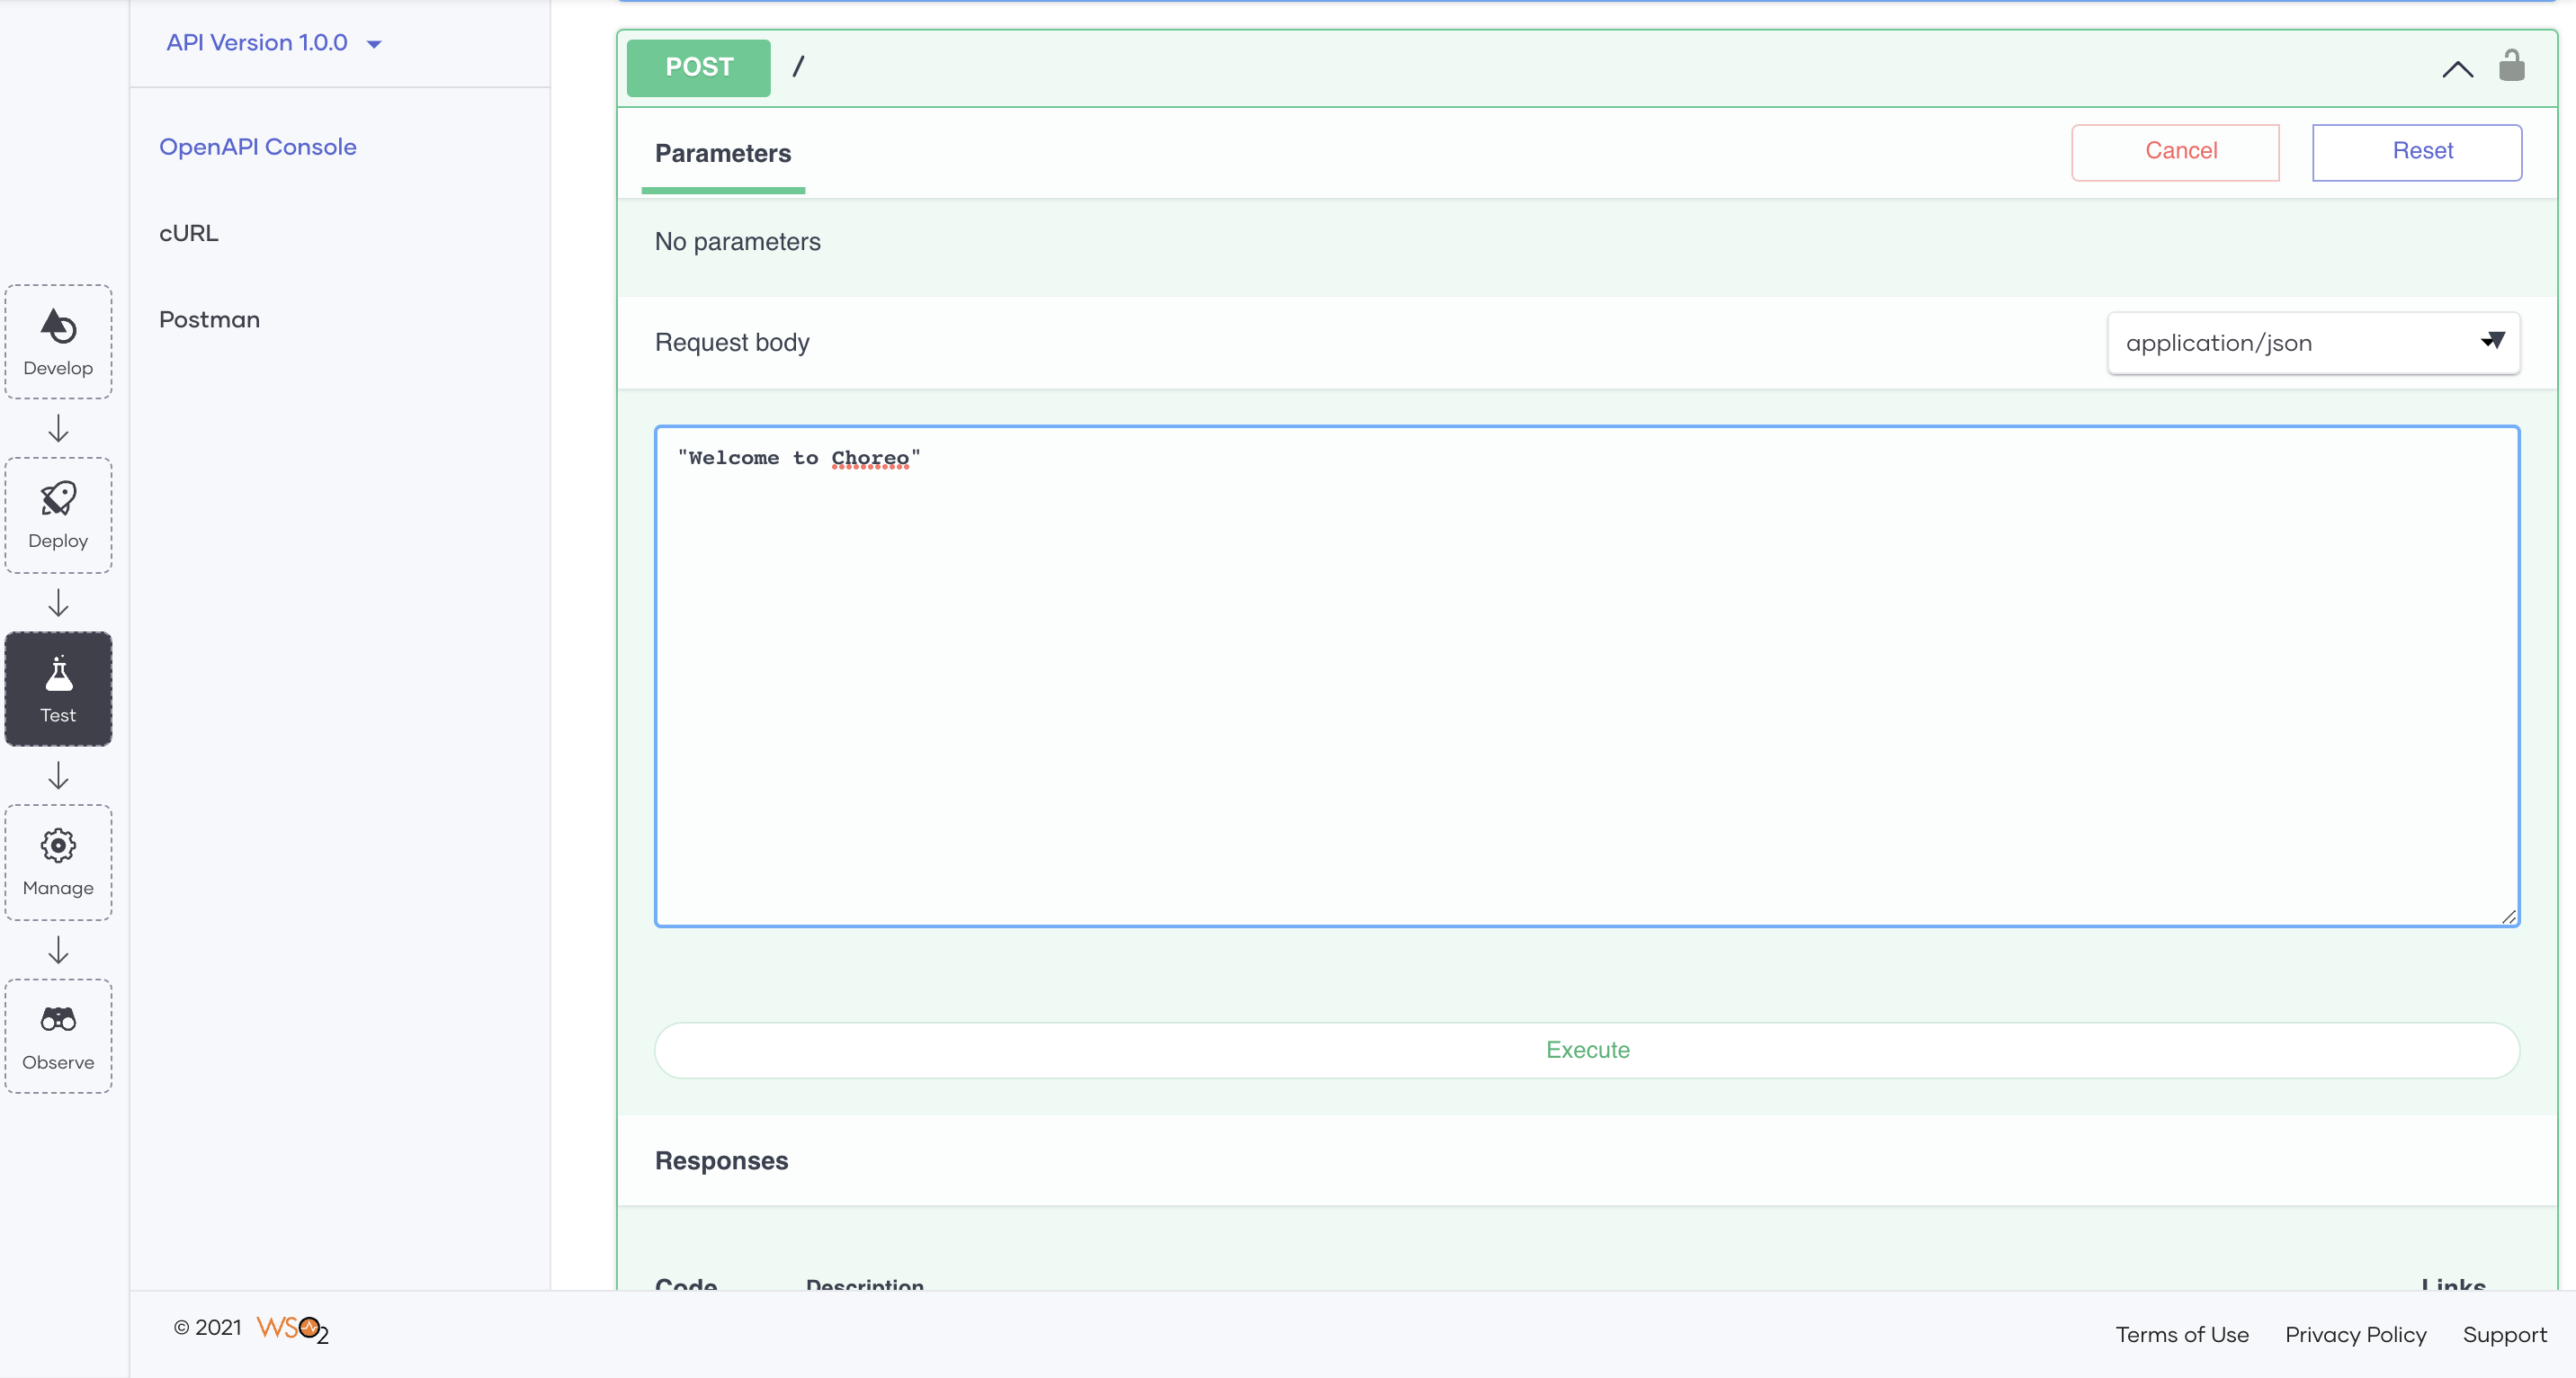 API Version 1.0.0
OpenAPI Console
cURL
Postman
Develop
Deploy
Test
Manage
Observe
POST /
Parameters
Cancel
Reset
No parameters
Request body
application/json
"Welcome to Choreo"
Execute
Responses
Code Description Links
© 2021 WSO2
Terms of Use Privacy Policy Support